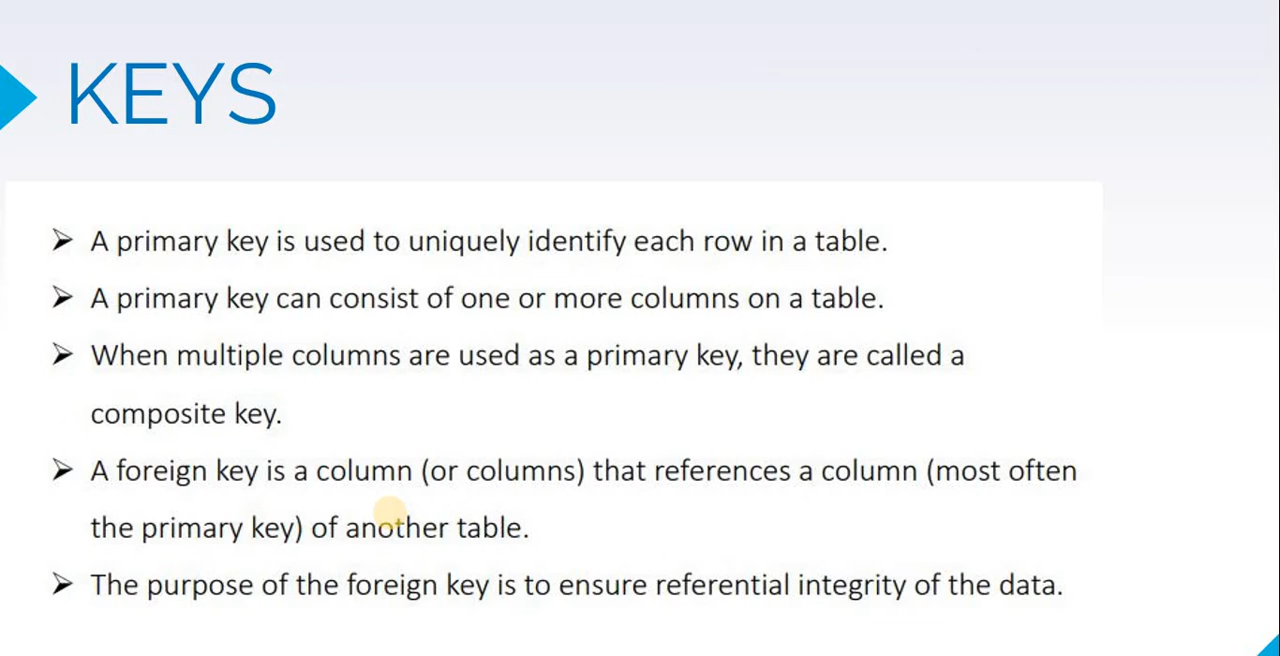 KEYS
➢ A primary key is used to uniquely identify each row in a table.
➢ A primary key can consist of one or more columns on a table.
➢ When multiple columns are used as a primary key, they are called a
composite key.
➢ A foreign key is a column (or columns) that references a column (most often
the primary key) of another table.
➢ The purpose of the foreign key is to ensure referential integrity of the data.